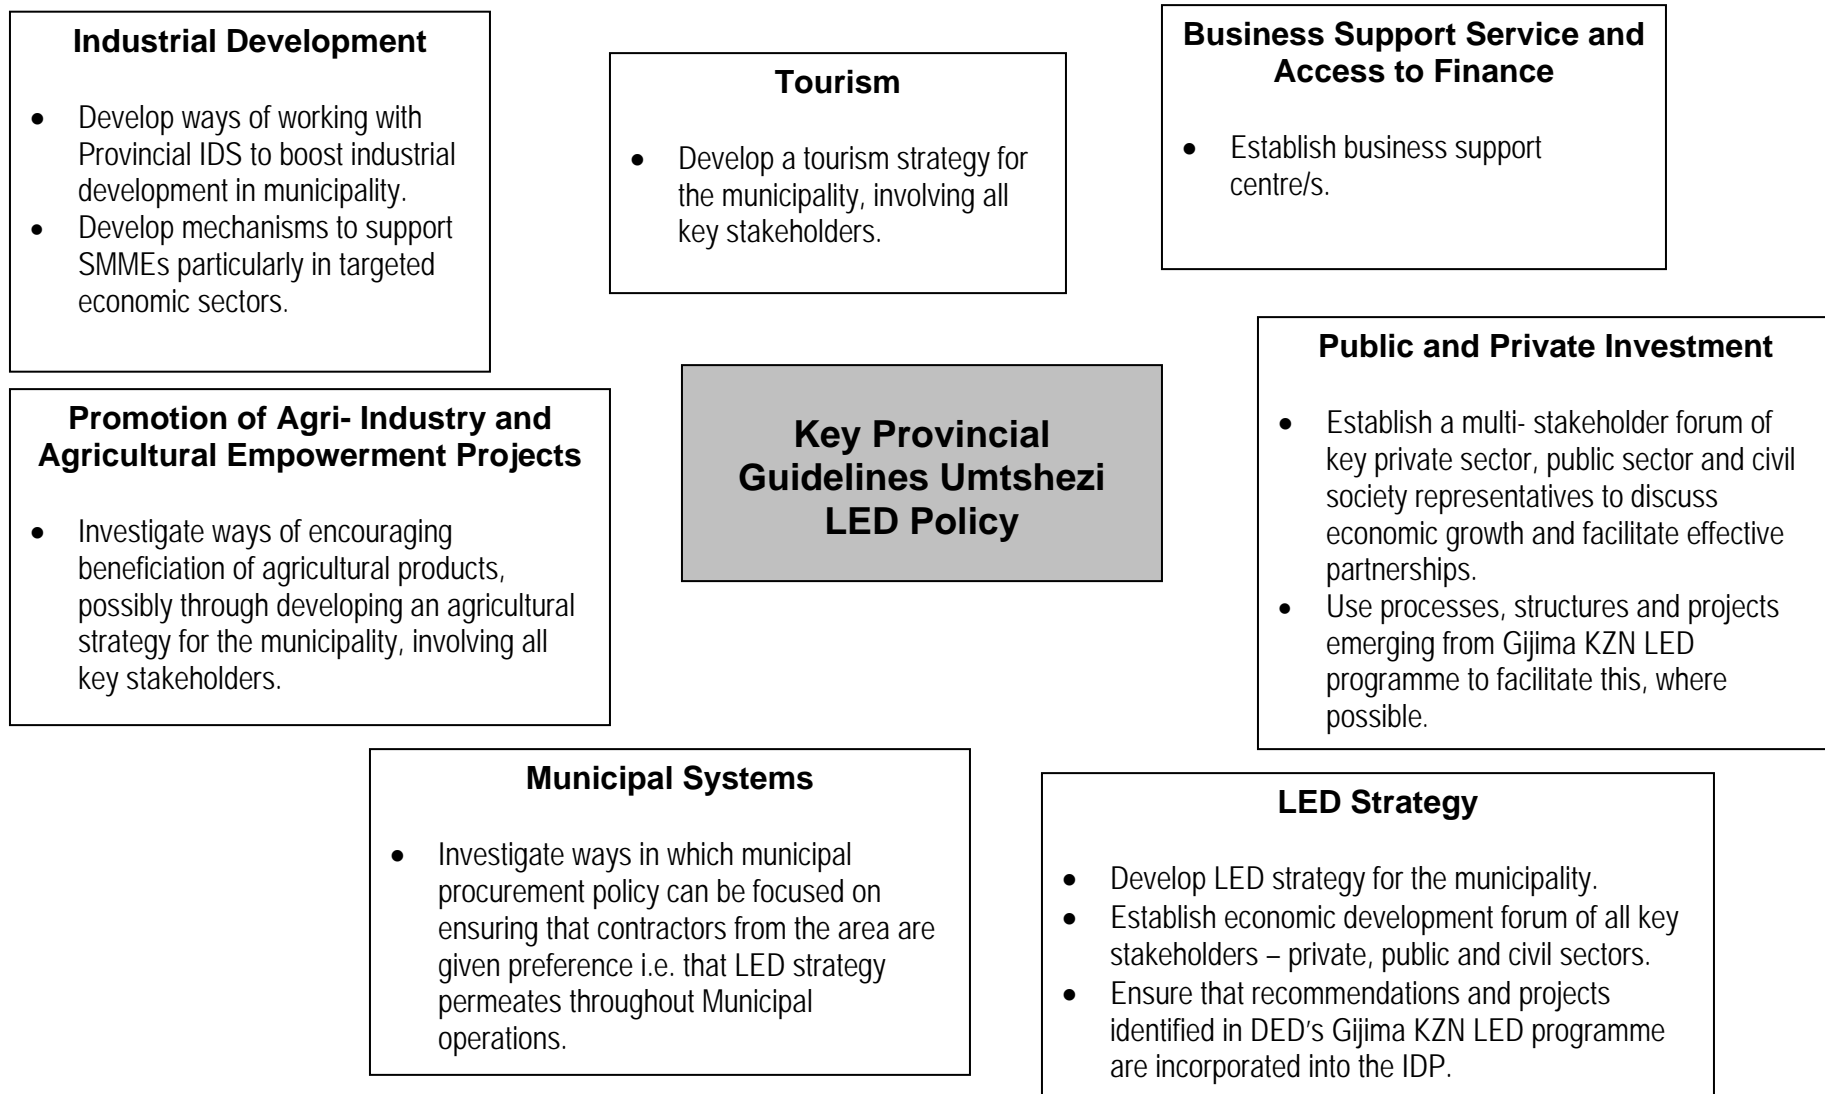 Industrial Development
• Develop ways of working with
Provincial IDS to boost industrial
development in municipality.
• Develop mechanisms to support
SMMEs particularly in targeted
economic sectors.
Tourism
• Develop a tourism strategy for
the municipality, involving all
key stakeholders.
Business Support Service and
Access to Finance
• Establish business support
centre/s.
Promotion of Agri- Industry and
Agricultural Empowerment Projects
• Investigate ways of encouraging
beneficiation of agricultural products,
possibly through developing an agricultural
strategy for the municipality, involving all
key stakeholders.
Key Provincial
Guidelines Umtshezi
LED Policy
Public and Private Investment
• Establish a multi- stakeholder forum of
key private sector, public sector and civil
society representatives to discuss
economic growth and facilitate effective
partnerships.
• Use processes, structures and projects
emerging from Gijima KZN LED
programme to facilitate this, where
possible.
Municipal Systems
• Investigate ways in which municipal
procurement policy can be focused on
ensuring that contractors from the area are
given preference i.e. that LED strategy
permeates throughout Municipal
operations.
LED Strategy
• Develop LED strategy for the municipality.
• Establish economic development forum of all key
stakeholders – private, public and civil sectors.
• Ensure that recommendations and projects
identified in DED's Gijima KZN LED programme
are incorporated into the IDP.